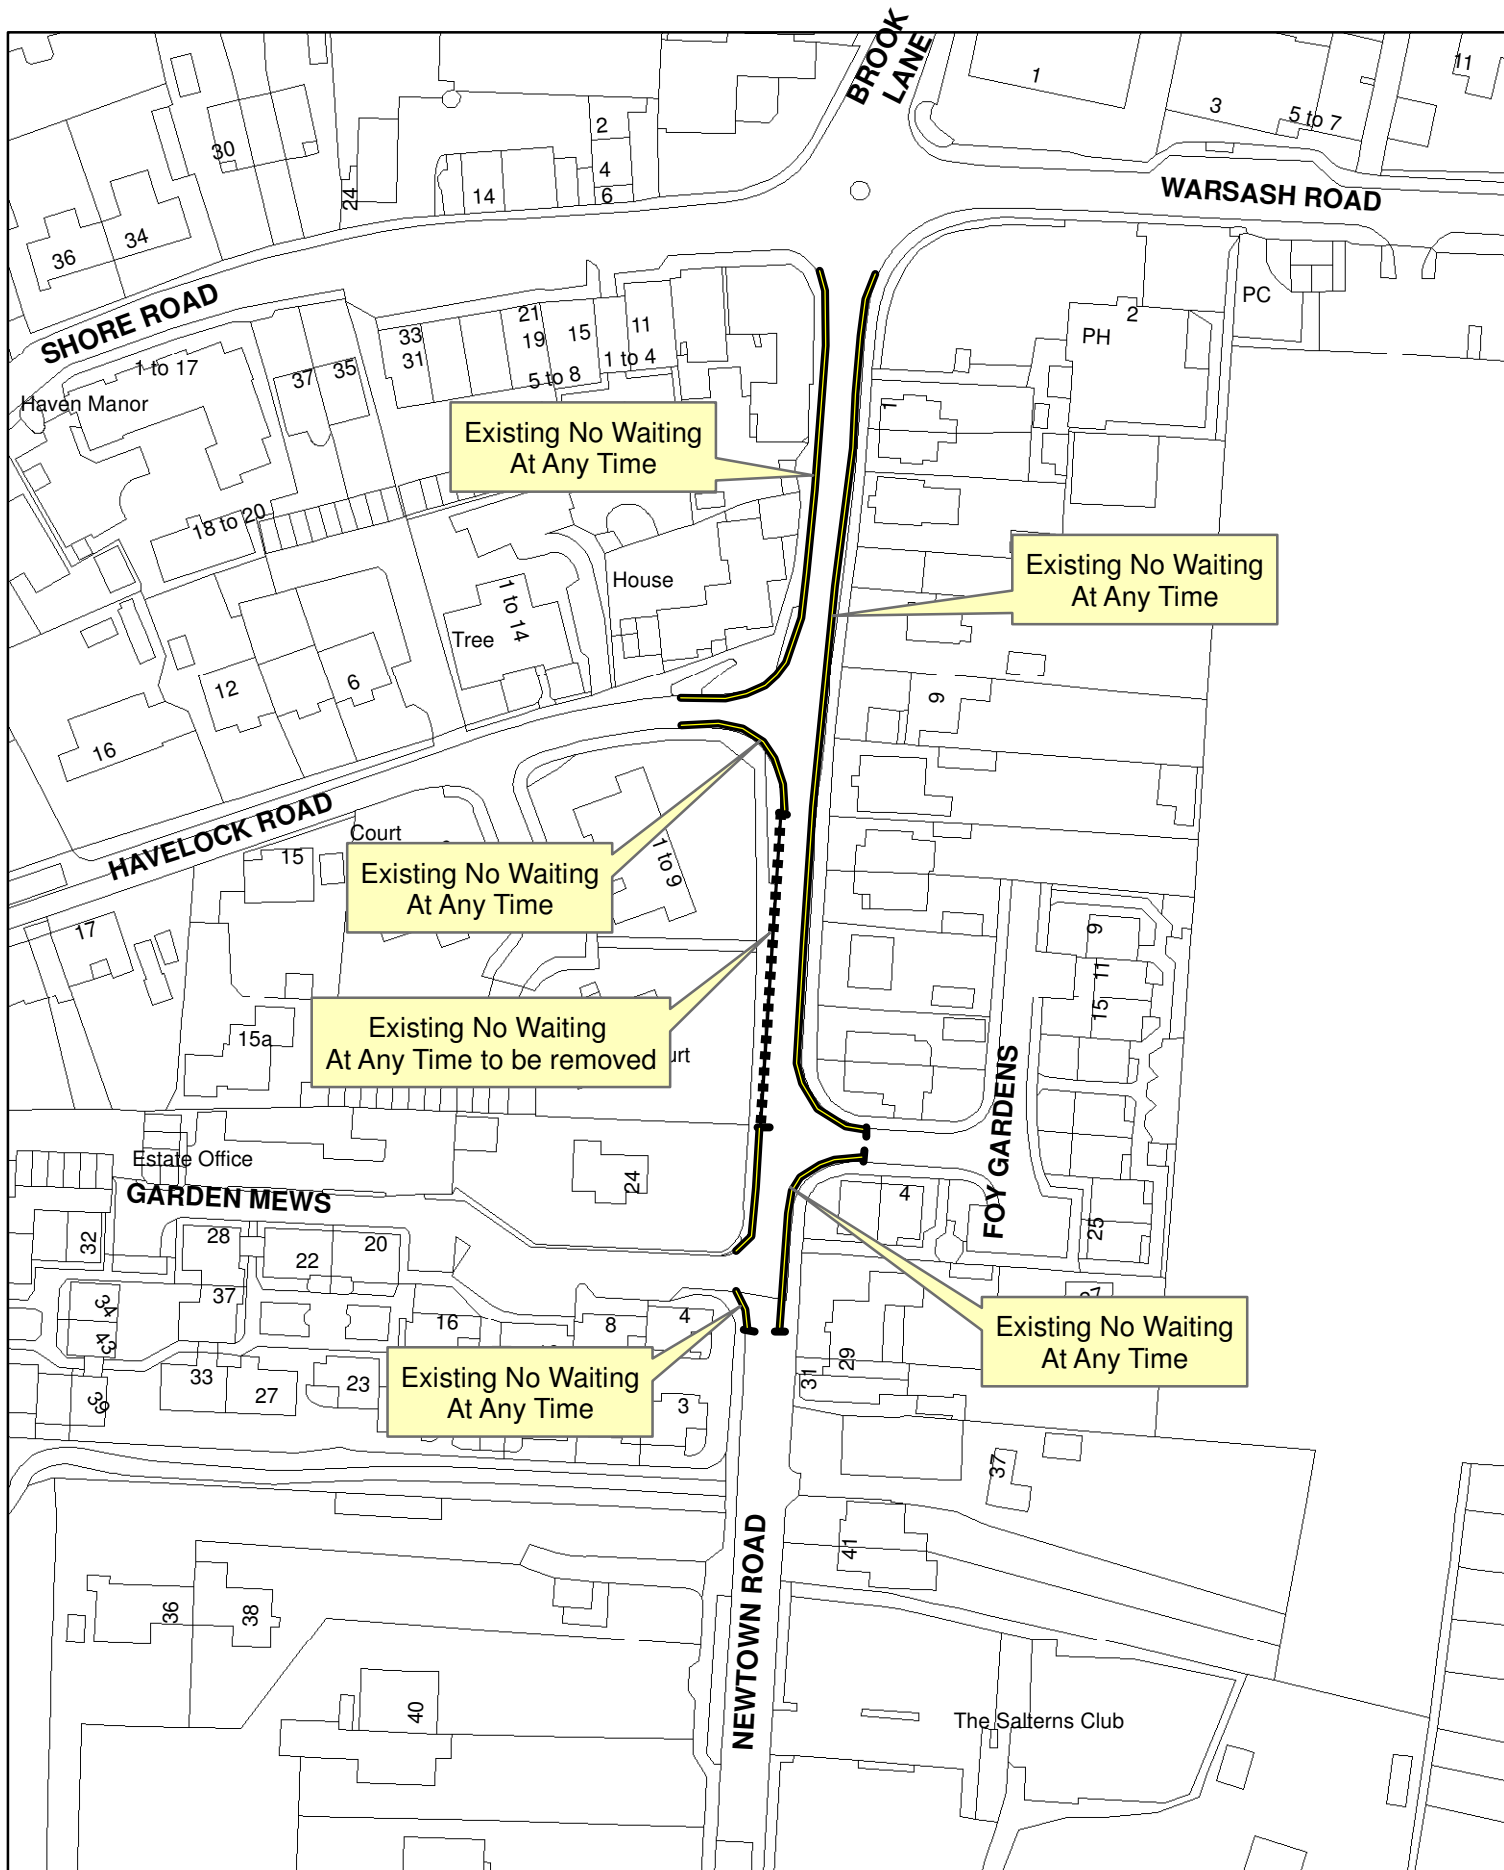 BROOK
LANE
1
3
5 to 7
11
30
24
14
2
4
6
WARSASH ROAD
36
34
SHORE ROAD
1 to 17
Haven Manor
37
35
33
31
21
19
15
11
5 to 8
1 to 4
PH
2
PC
1
Existing No Waiting
At Any Time
18 to 20
House
1 to 14
Tree
Existing No Waiting
At Any Time
12
6
16
9
HAVELOCK ROAD
Court
15
1 to 9
Existing No Waiting
At Any Time
17
9
11
15
15a
Existing No Waiting
At Any Time to be removed
urt
FOY GARDENS
Estate Office
GARDEN MEWS
24
4
25
32
28
22
20
37
34
43
16
8
4
27
Existing No Waiting
At Any Time
29
31
33
27
23
39
Existing No Waiting
At Any Time
3
37
41
NEWTOWN ROAD
36
38
40
The Salterns Club